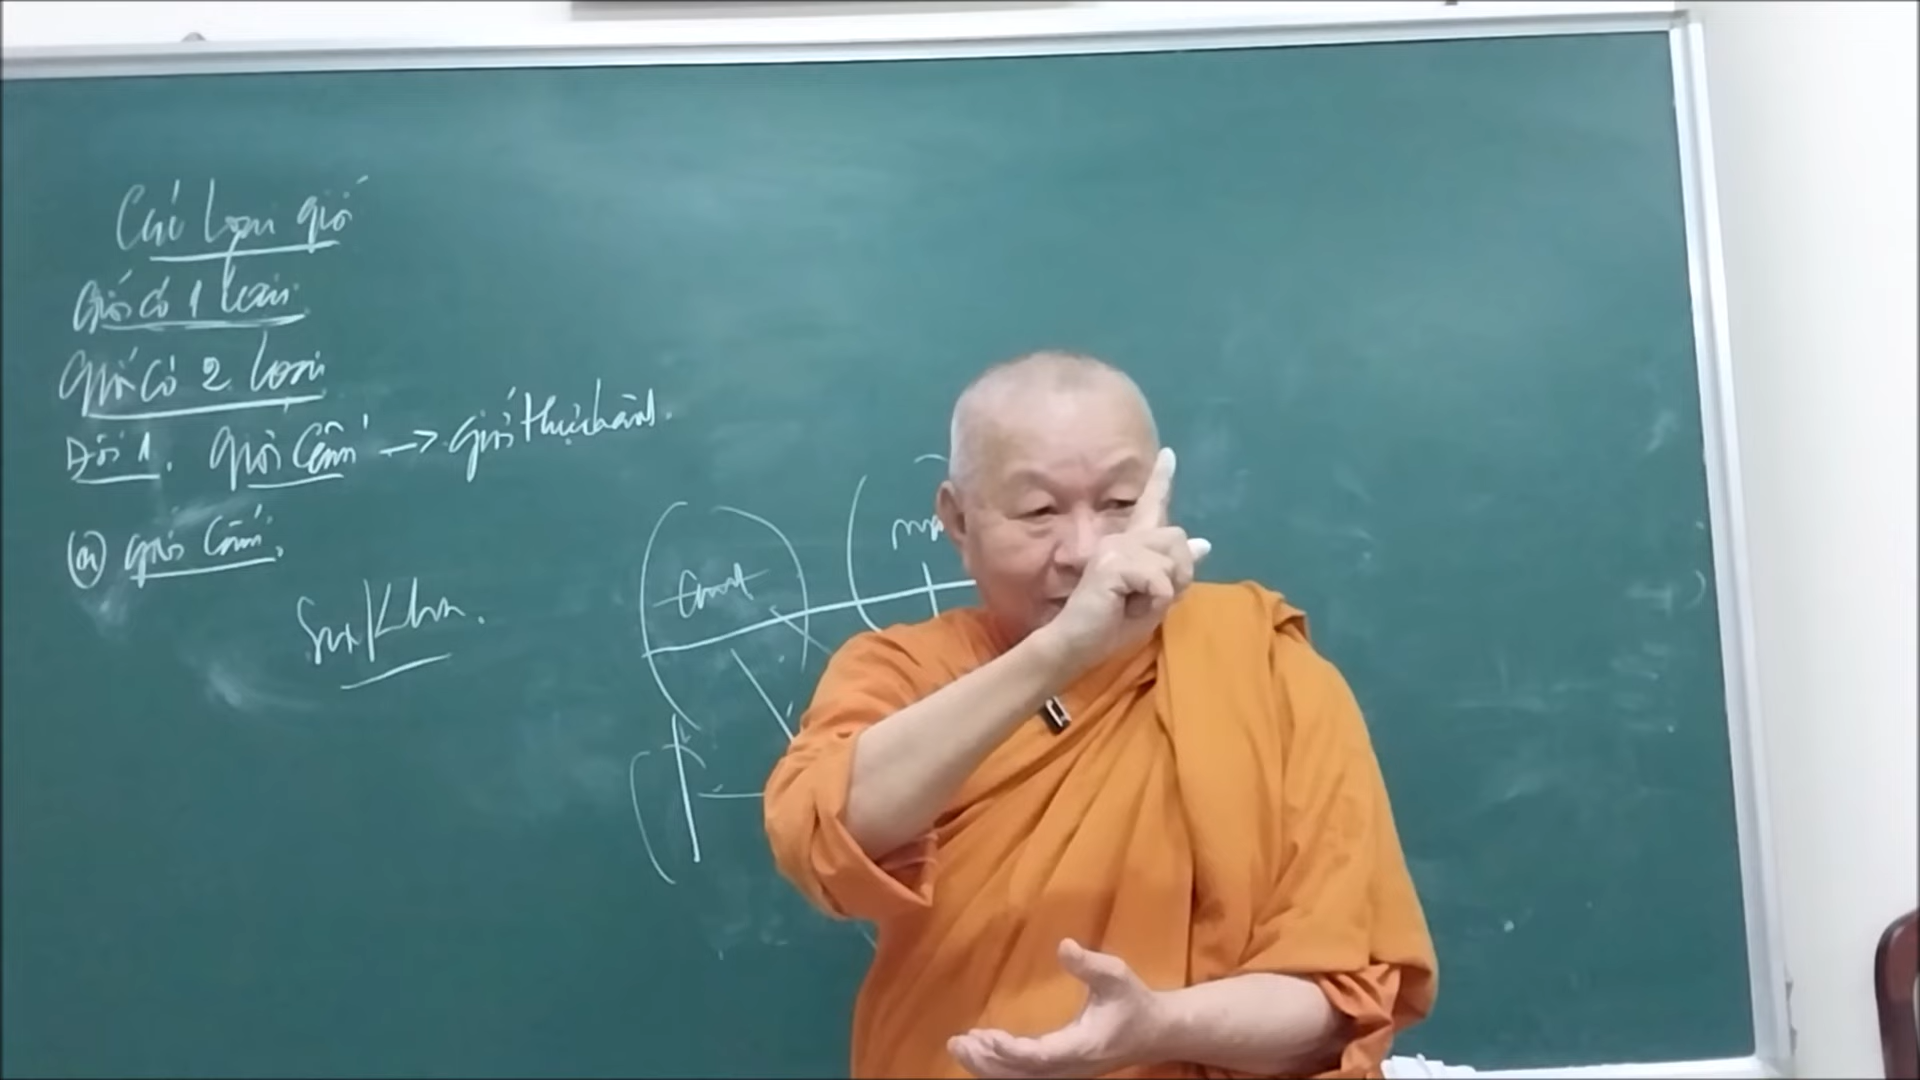 Các loại giới
Giới có 1 loại
Giới có 2 loại
Đôi 1. Giới Cấm -> giới thực hành.
(a) giới Cấm.